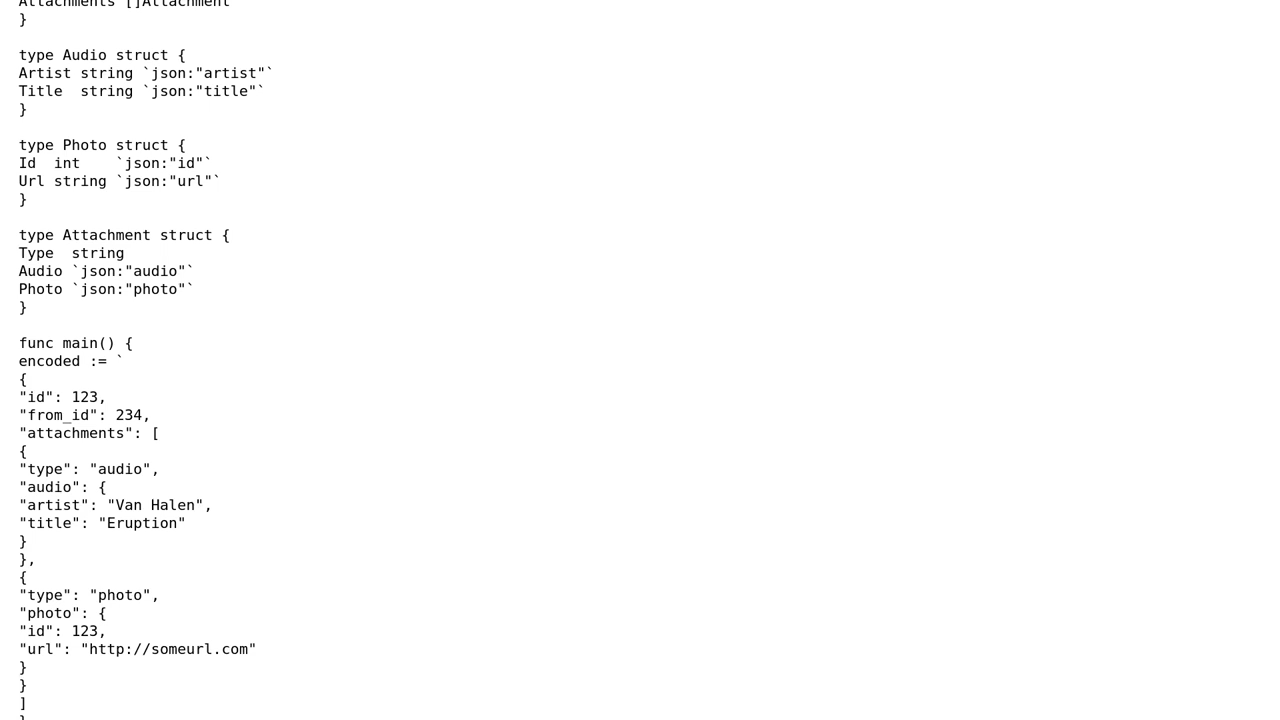 Attachments []Attachment
}

type Audio struct {
Artist string `json:"artist"`
Title  string `json:"title"`
}

type Photo struct {
Id  int    `json:"id"`
Url string `json:"url"`
}

type Attachment struct {
Type  string
Audio `json:"audio"`
Photo `json:"photo"`
}

func main() {
encoded := `
{
"id": 123,
"from_id": 234,
"attachments": [
{
"type": "audio",
"audio": {
"artist": "Van Halen",
"title": "Eruption"
}
},
{
"type": "photo",
"photo": {
"id": 123,
"url": "http://someurl.com"
}
}
]
}